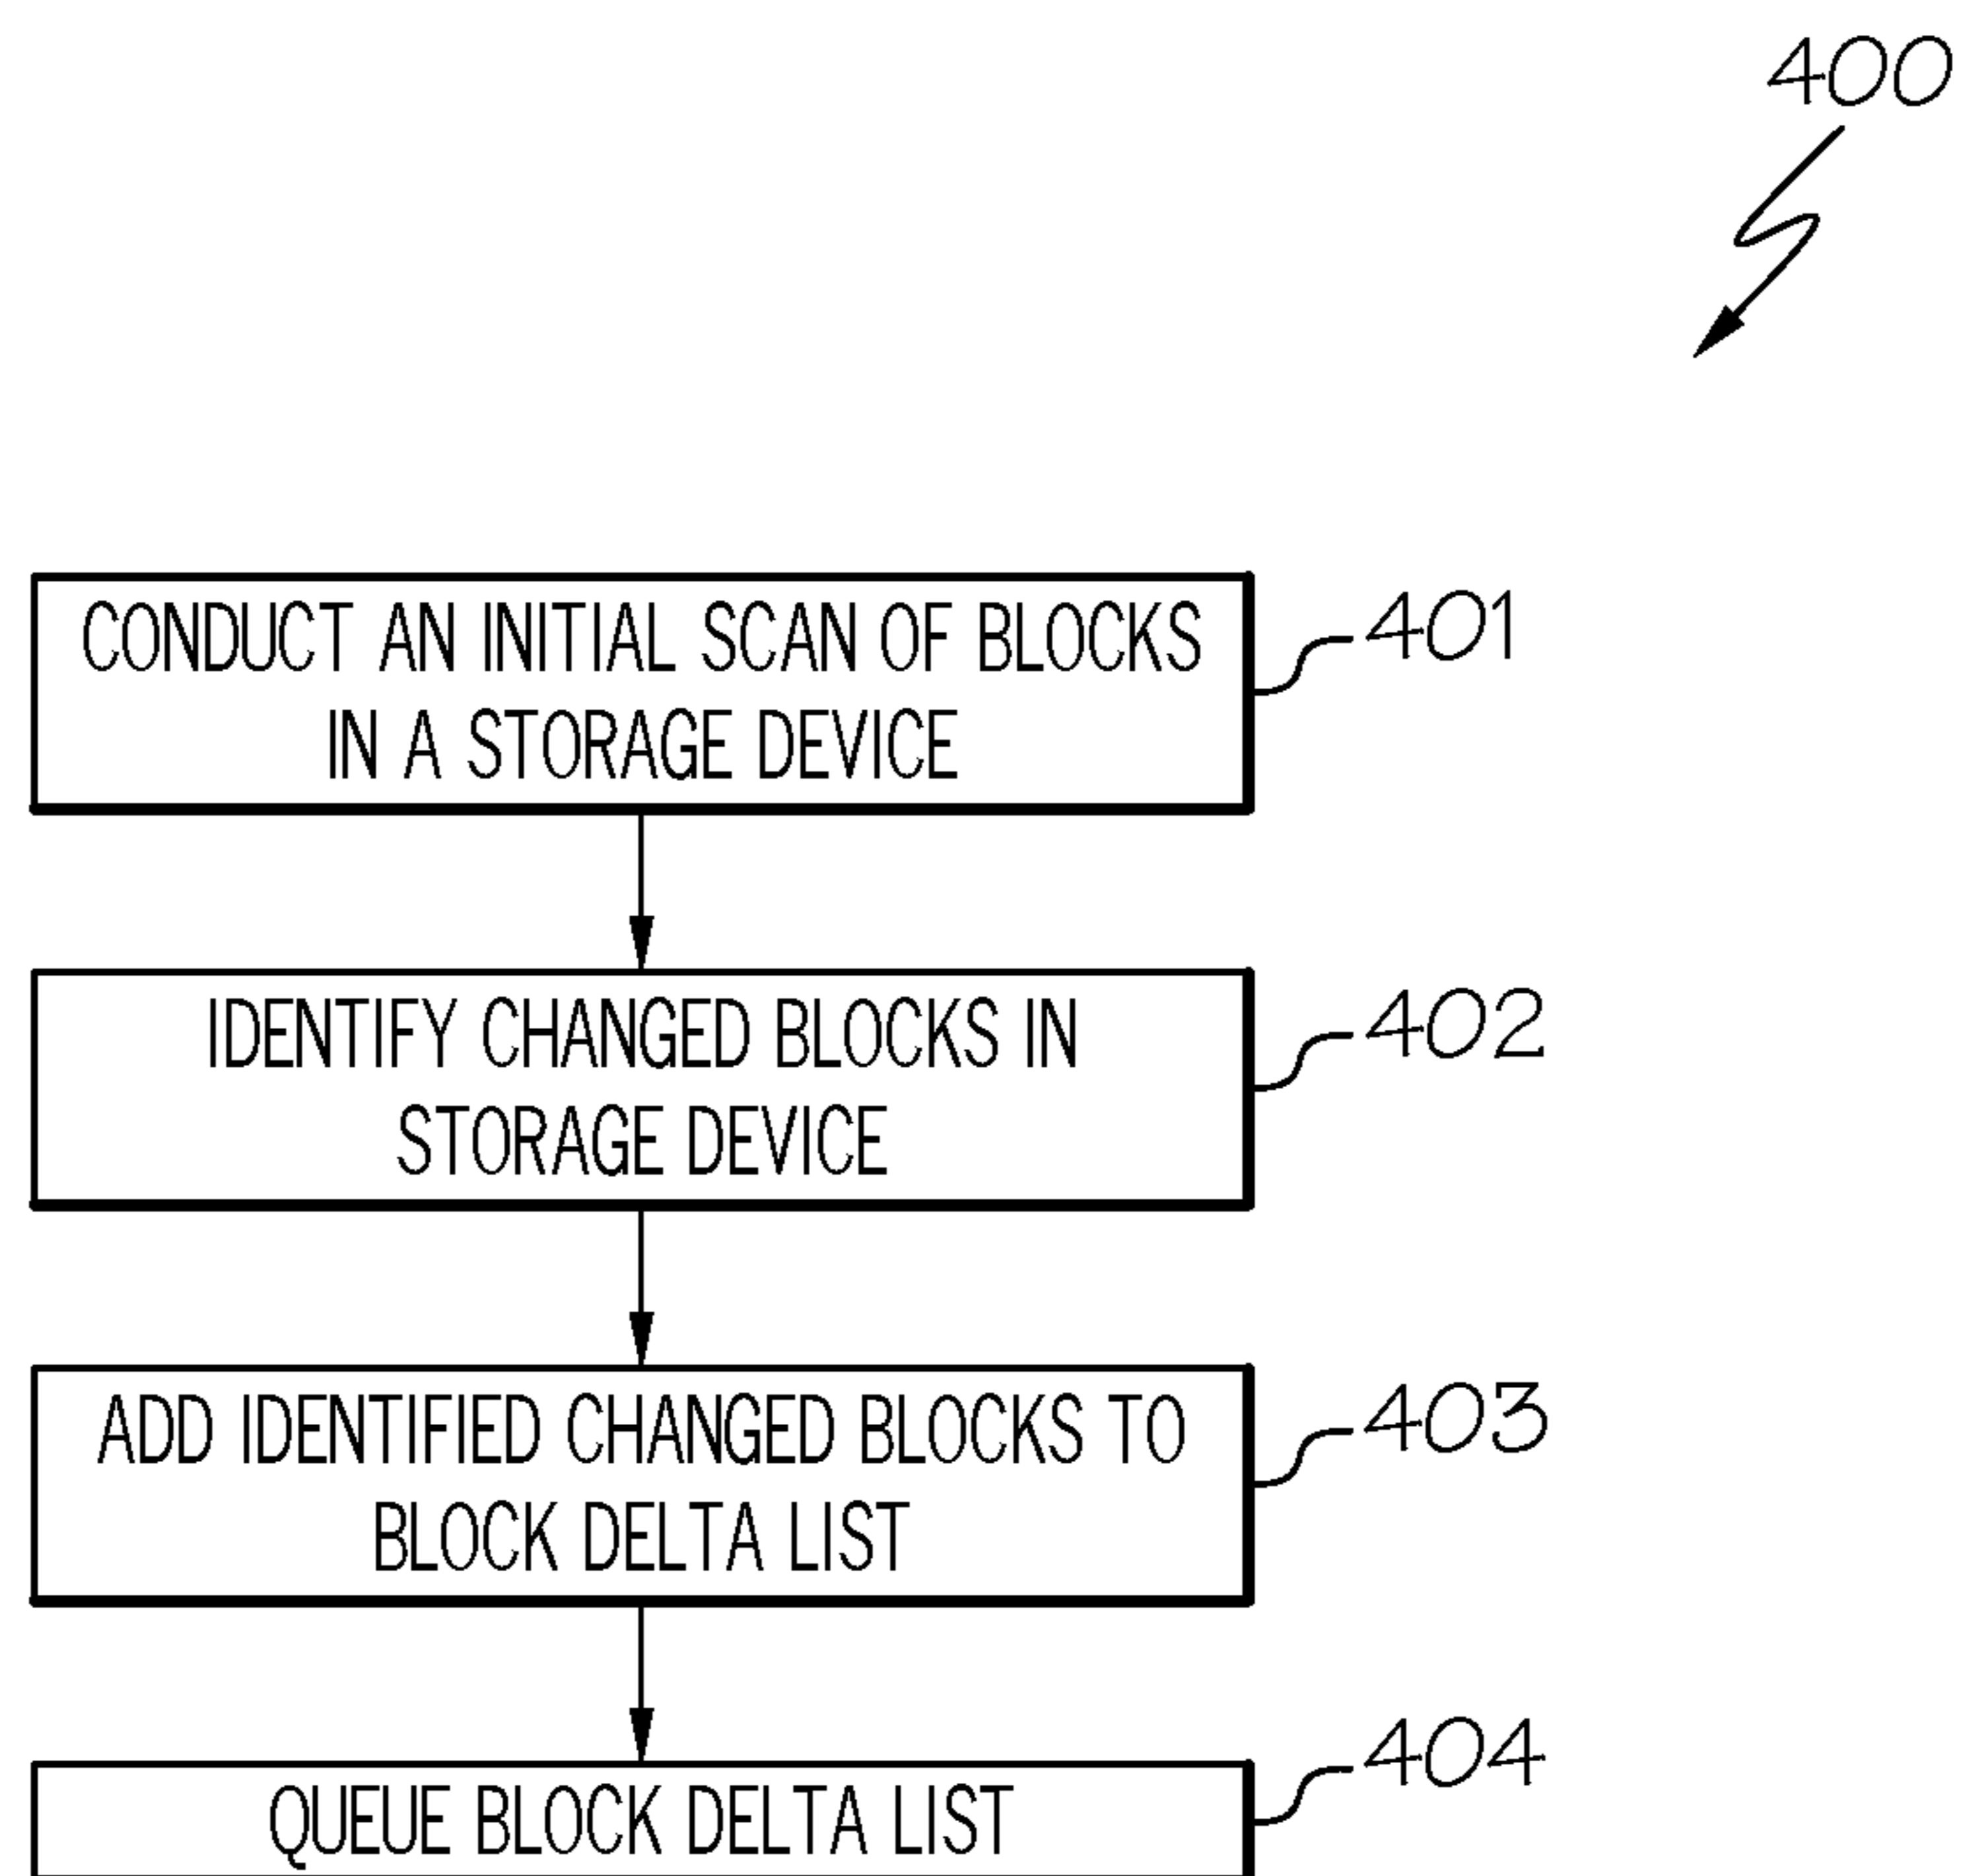 400
CONDUCT AN INITIAL SCAN OF BLOCKS
IN A STORAGE DEVICE
401
IDENTIFY CHANGED BLOCKS IN
STORAGE DEVICE
402
ADD IDENTIFIED CHANGED BLOCKS TO
BLOCK DELTA LIST
403
QUEUE BLOCK DELTA LIST
404